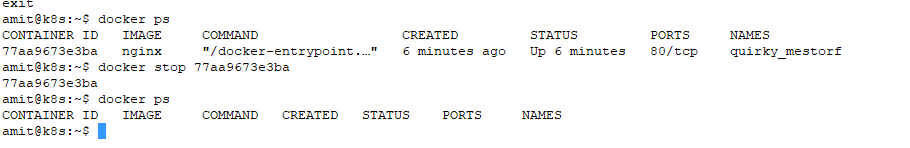 exit
amit@k8s:~$ docker ps
CONTAINER ID   IMAGE     COMMAND                  CREATED         STATUS         PORTS     NAMES
77aa9673e3ba   nginx     "/docker-entrypoint.…"   6 minutes ago   Up 6 minutes   80/tcp    quirky_mestorf
amit@k8s:~$ docker stop 77aa9673e3ba
77aa9673e3ba
amit@k8s:~$ docker ps
CONTAINER ID   IMAGE     COMMAND   CREATED   STATUS    PORTS     NAMES
amit@k8s:~$